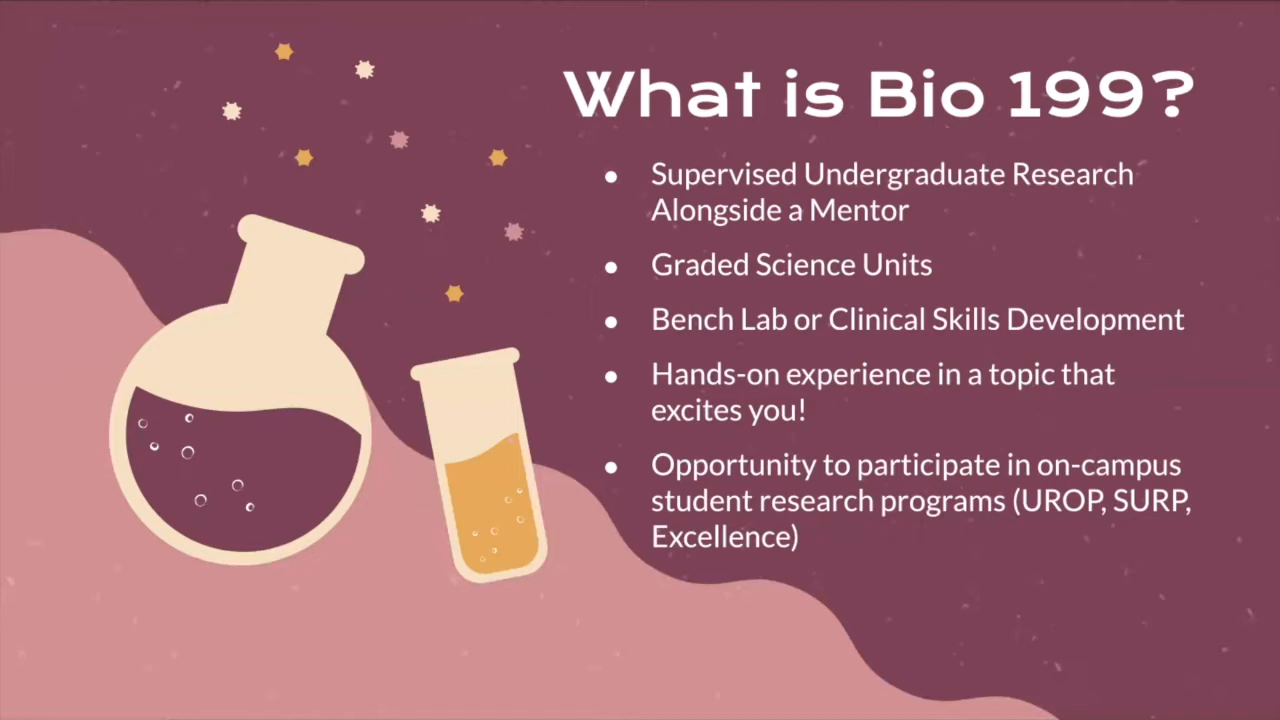 What is Bio 199?
● Supervised Undergraduate Research
Alongside a Mentor
● Graded Science Units
● Bench Lab or Clinical Skills Development
● Hands-on experience in a topic that
excites you!
● Opportunity to participate in on-campus
student research programs (UROP, SURP,
Excellence)